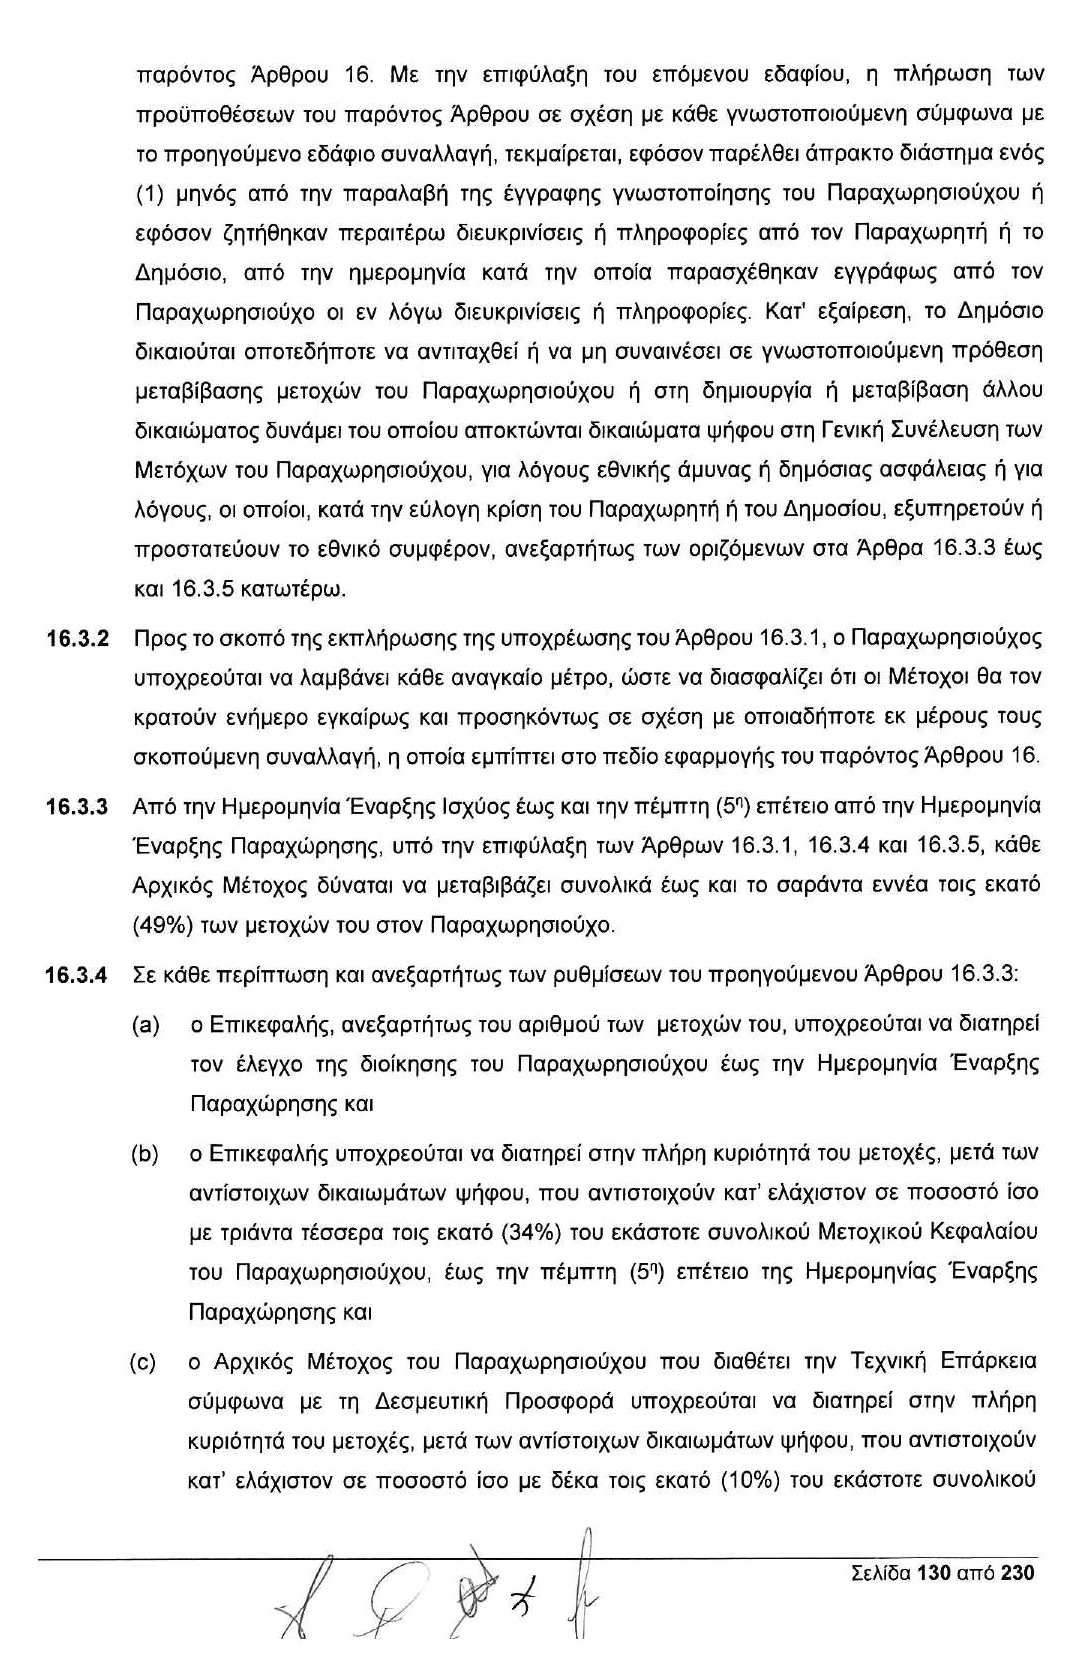 παρόντος Άρθρου 16. Με την επιφύλαξη του επόμενου εδαφίου, η πλήρωση των
προϋποθέσεων του παρόντος Άρθρου σε σχέση με κάθε γνωστοποιούμενη σύμφωνα με
το προηγούμενο εδάφιο συναλλαγή, τεκμαίρεται, εφόσον παρέλθει άπρακτο διάστημα ενός
(1) μηνός από την παραλαβή της έγγραφης γνωστοποίησης του Παραχωρησιούχου ή
εφόσον ζητήθηκαν περαιτέρω διευκρινίσεις ή πληροφορίες από τον Παραχωρητή ή το
Δημόσιο, από την ημερομηνία κατά την οποία παρασχέθηκαν εγγράφως από τον
Παραχωρησιούχο οι εν λόγω διευκρινίσεις ή πληροφορίες. Κατ' εξαίρεση, το Δημόσιο
δικαιούται οποτεδήποτε να αντιταχθεί ή να μη συναινέσει σε γνωστοποιούμενη πρόθεση
μεταβίβασης μετοχών του Παραχωρησιούχου ή στη δημιουργία ή μεταβίβαση άλλου
δικαιώματος δυνάμει του οποίου αποκτώνται δικαιώματα ψήφου στη Γενική Συνέλευση των
Μετόχων του Παραχωρησιούχου, για λόγους εθνικής άμυνας ή δημόσιας ασφάλειας ή για
λόγους, οι οποίοι, κατά την εύλογη κρίση του Παραχωρητή ή του Δημοσίου, εξυπηρετούν ή
προστατεύουν το εθνικό συμφέρον, ανεξαρτήτως των οριζόμενων στα Άρθρα 16.3.3 έως
και 16.3.5 κατωτέρω.
16.3.2 Προς το σκοπό της εκπλήρωσης της υποχρέωσης του Άρθρου 16.3.1, ο Παραχωρησιούχος
υποχρεούται να λαμβάνει κάθε αναγκαίο μέτρο, ώστε να διασφαλίζει ότι οι Μέτοχοι θα τον
κρατούν ενήμερο εγκαίρως και προσηκόντως σε σχέση με οποιαδήποτε εκ μέρους τους
σκοπούμενη συναλλαγή, η οποία εμπίπτει στο πεδίο εφαρμογής του παρόντος Άρθρου 16.
16.3.3 Από την Ημερομηνία Έναρξης Ισχύος έως και την πέμπτη (5η) επέτειο από την Ημερομηνία
Έναρξης Παραχώρησης, υπό την επιφύλαξη των Άρθρων 16.3.1, 16.3.4 και 16.3.5, κάθε
Αρχικός Μέτοχος δύναται να μεταβιβάζει συνολικά έως και το σαράντα εννέα τοις εκατό
(49%) των μετοχών του στον Παραχωρησιούχο.
16.3.4 Σε κάθε περίπτωση και ανεξαρτήτως των ρυθμίσεων του προηγούμενου Άρθρου 16.3.3:
(a) ο Επικεφαλής, ανεξαρτήτως του αριθμού των μετοχών του, υποχρεούται να διατηρεί
τον έλεγχο της διοίκησης του Παραχωρησιούχου έως την Ημερομηνία Έναρξης
Παραχώρησης και
(b) ο Επικεφαλής υποχρεούται να διατηρεί στην πλήρη κυριότητά του μετοχές, μετά των
αντίστοιχων δικαιωμάτων ψήφου, που αντιστοιχούν κατ' ελάχιστον σε ποσοστό ίσο
με τριάντα τέσσερα τοις εκατό (34%) του εκάστοτε συνολικού Μετοχικού Κεφαλαίου
του Παραχωρησιούχου, έως την πέμπτη (5η) επέτειο της Ημερομηνίας Έναρξης
Παραχώρησης και
(c) ο Αρχικός Μέτοχος του Παραχωρησιούχου που διαθέτει την Τεχνική Επάρκεια
σύμφωνα με τη Δεσμευτική Προσφορά υποχρεούται να διατηρεί στην πλήρη
κυριότητά του μετοχές, μετά των αντίστοιχων δικαιωμάτων ψήφου, που αντιστοιχούν
κατ' ελάχιστον σε ποσοστό ίσο με δέκα τοις εκατό (10%) του εκάστοτε συνολικού
Σελίδα 130 από 230